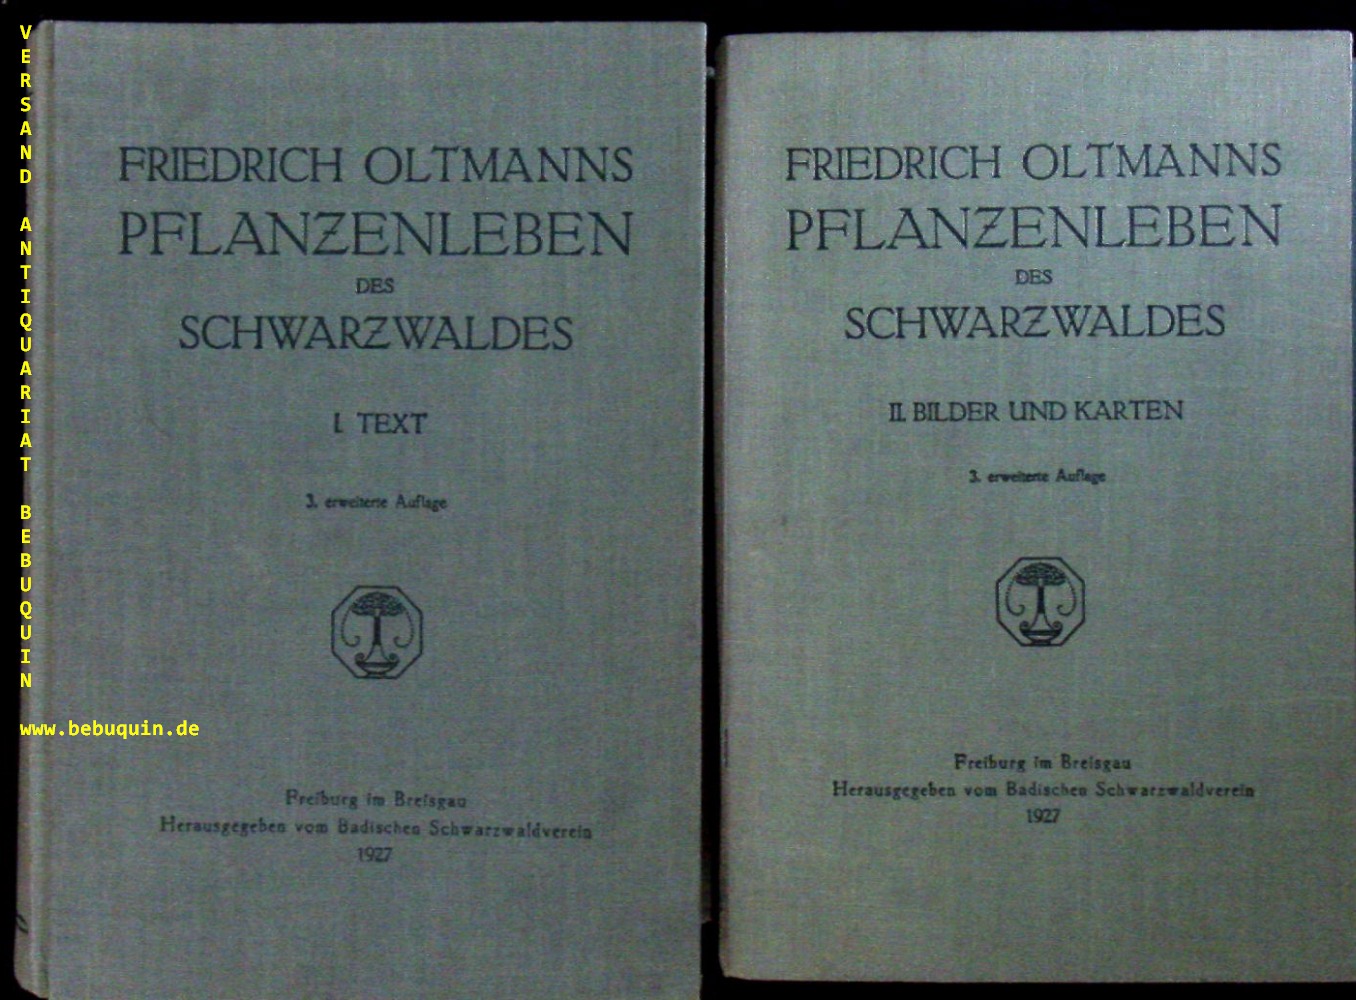 VERSAND ANTIQUARIAT BEBUQUIN
www.bebuquin.de
FRIEDRICH OLTMANNS
PFLANZENLEBEN
DES
SCHWARZWALDES
I. TEXT
3. erweiterte Auflage
Freiburg im Breisgau
Herausgegeben vom Badischen Schwarzwaldverein
1927
FRIEDRICH OLTMANNS
PFLANZENLEBEN
DES
SCHWARZWALDES
II. BILDER UND KARTEN
3. erweiterte Auflage
Freiburg im Breisgau
Herausgegeben vom Badischen Schwarzwaldverein
1927